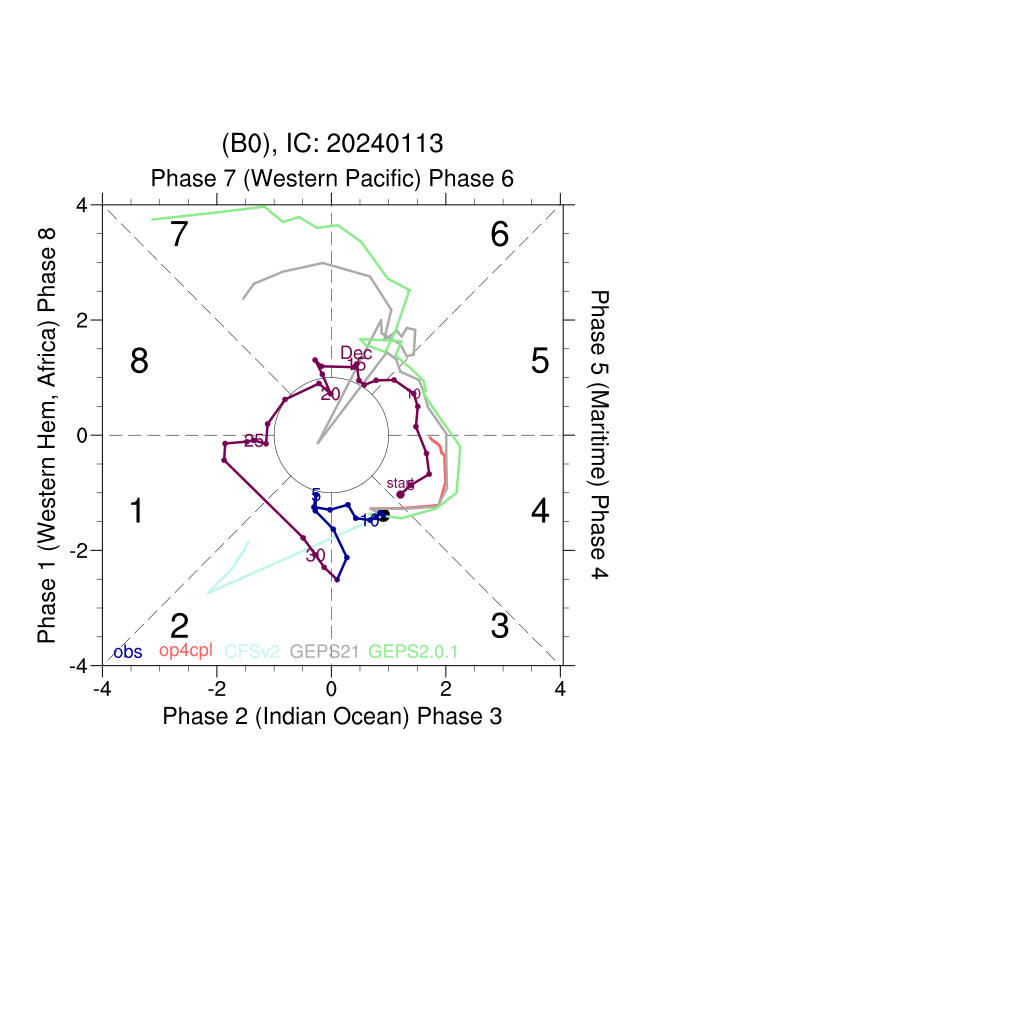 (B0), IC: 20240113
Phase 7 (Western Pacific) Phase 6
Phase 1 (Western Hem, Africa) Phase 8
Phase 5 (Maritime) Phase 4
4
2
0
-2
-4
7
6
8
5
1
4
2
3
Dec
15
20
10
25
start
5
10
30
obs op4cpl CFSv2 GEPS21 GEPS2.0.1
-4 -2 0 2 4
Phase 2 (Indian Ocean) Phase 3